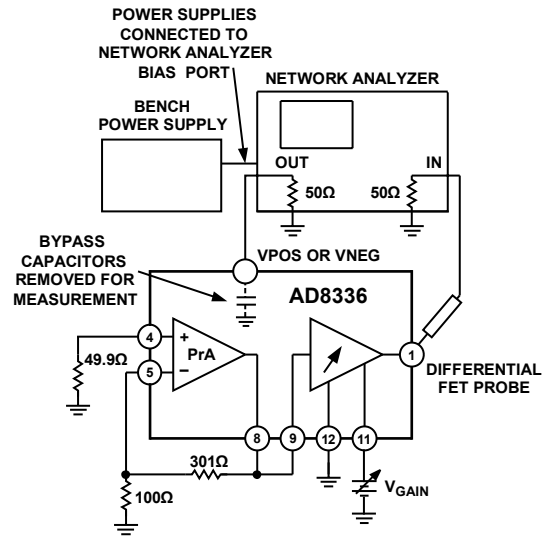 POWER SUPPLIES
CONNECTED TO
NETWORK ANALYZER
BIAS PORT
NETWORK ANALYZER
BENCH
POWER SUPPLY
OUT
IN
50Ω
50Ω
BYPASS
CAPACITORS
REMOVED FOR
MEASUREMENT
VPOS OR VNEG
AD8336
4
+
PrA
49.9Ω
5
–
1
DIFFERENTIAL
FET PROBE
8
9
12
11
301Ω
100Ω
VGAIN